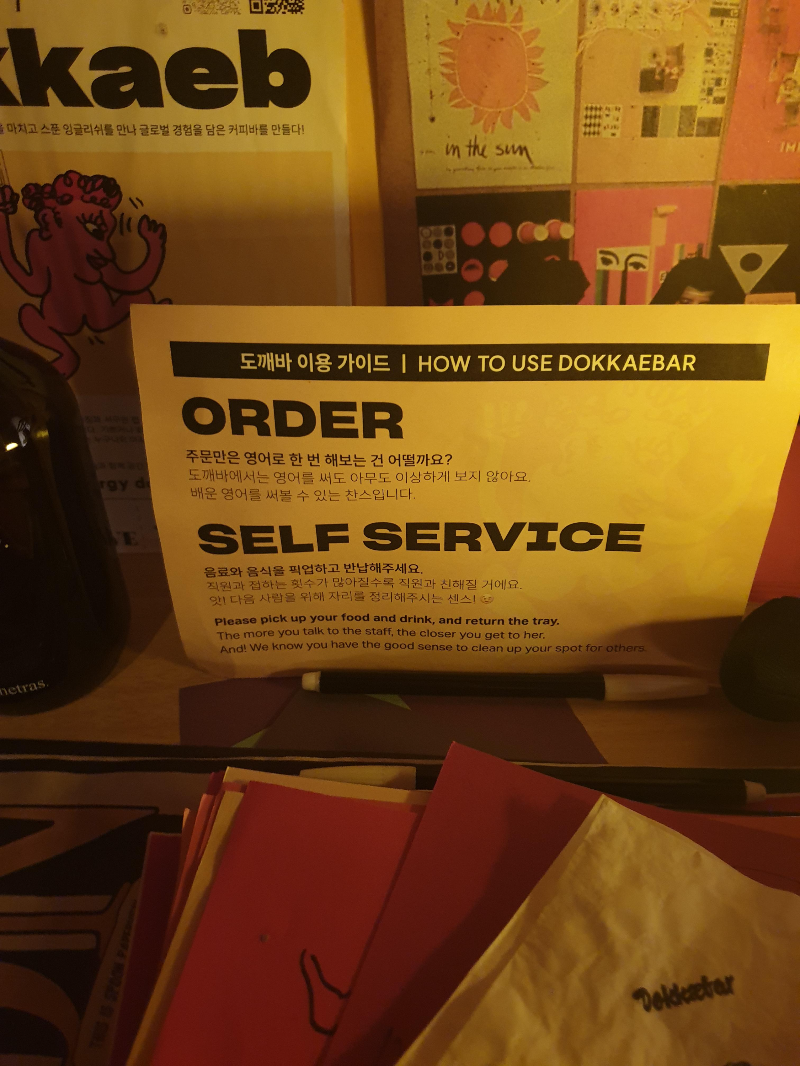 kkaeb
마치고 스푼 잉글리쉬를 만나 글로벌 경험을 담은 커피바를 만들다!
in the sun
도깨바 이용 가이드 | HOW TO USE DOKKAEBAR
ORDER
주문만은 영어로 한 번 해보는 건 어떨까요?
도깨바에서는 영어를 써도 아무도 이상하게 보지 않아요.
배운 영어를 써볼 수 있는 찬스입니다.
SELF SERVICE
음료와 음식을 픽업하고 반납해주세요.
직원과 접하는 횟수가 많아질수록 직원과 친해질 거에요.
앗! 다음 사람을 위해 자리를 정리해주시는 센스!
Please pick up your food and drink, and return the tray.
The more you talk to the staff, the closer you get to her.
And! We know you have the good sense to clean up your spot for others.
netras.
Dokkaebar